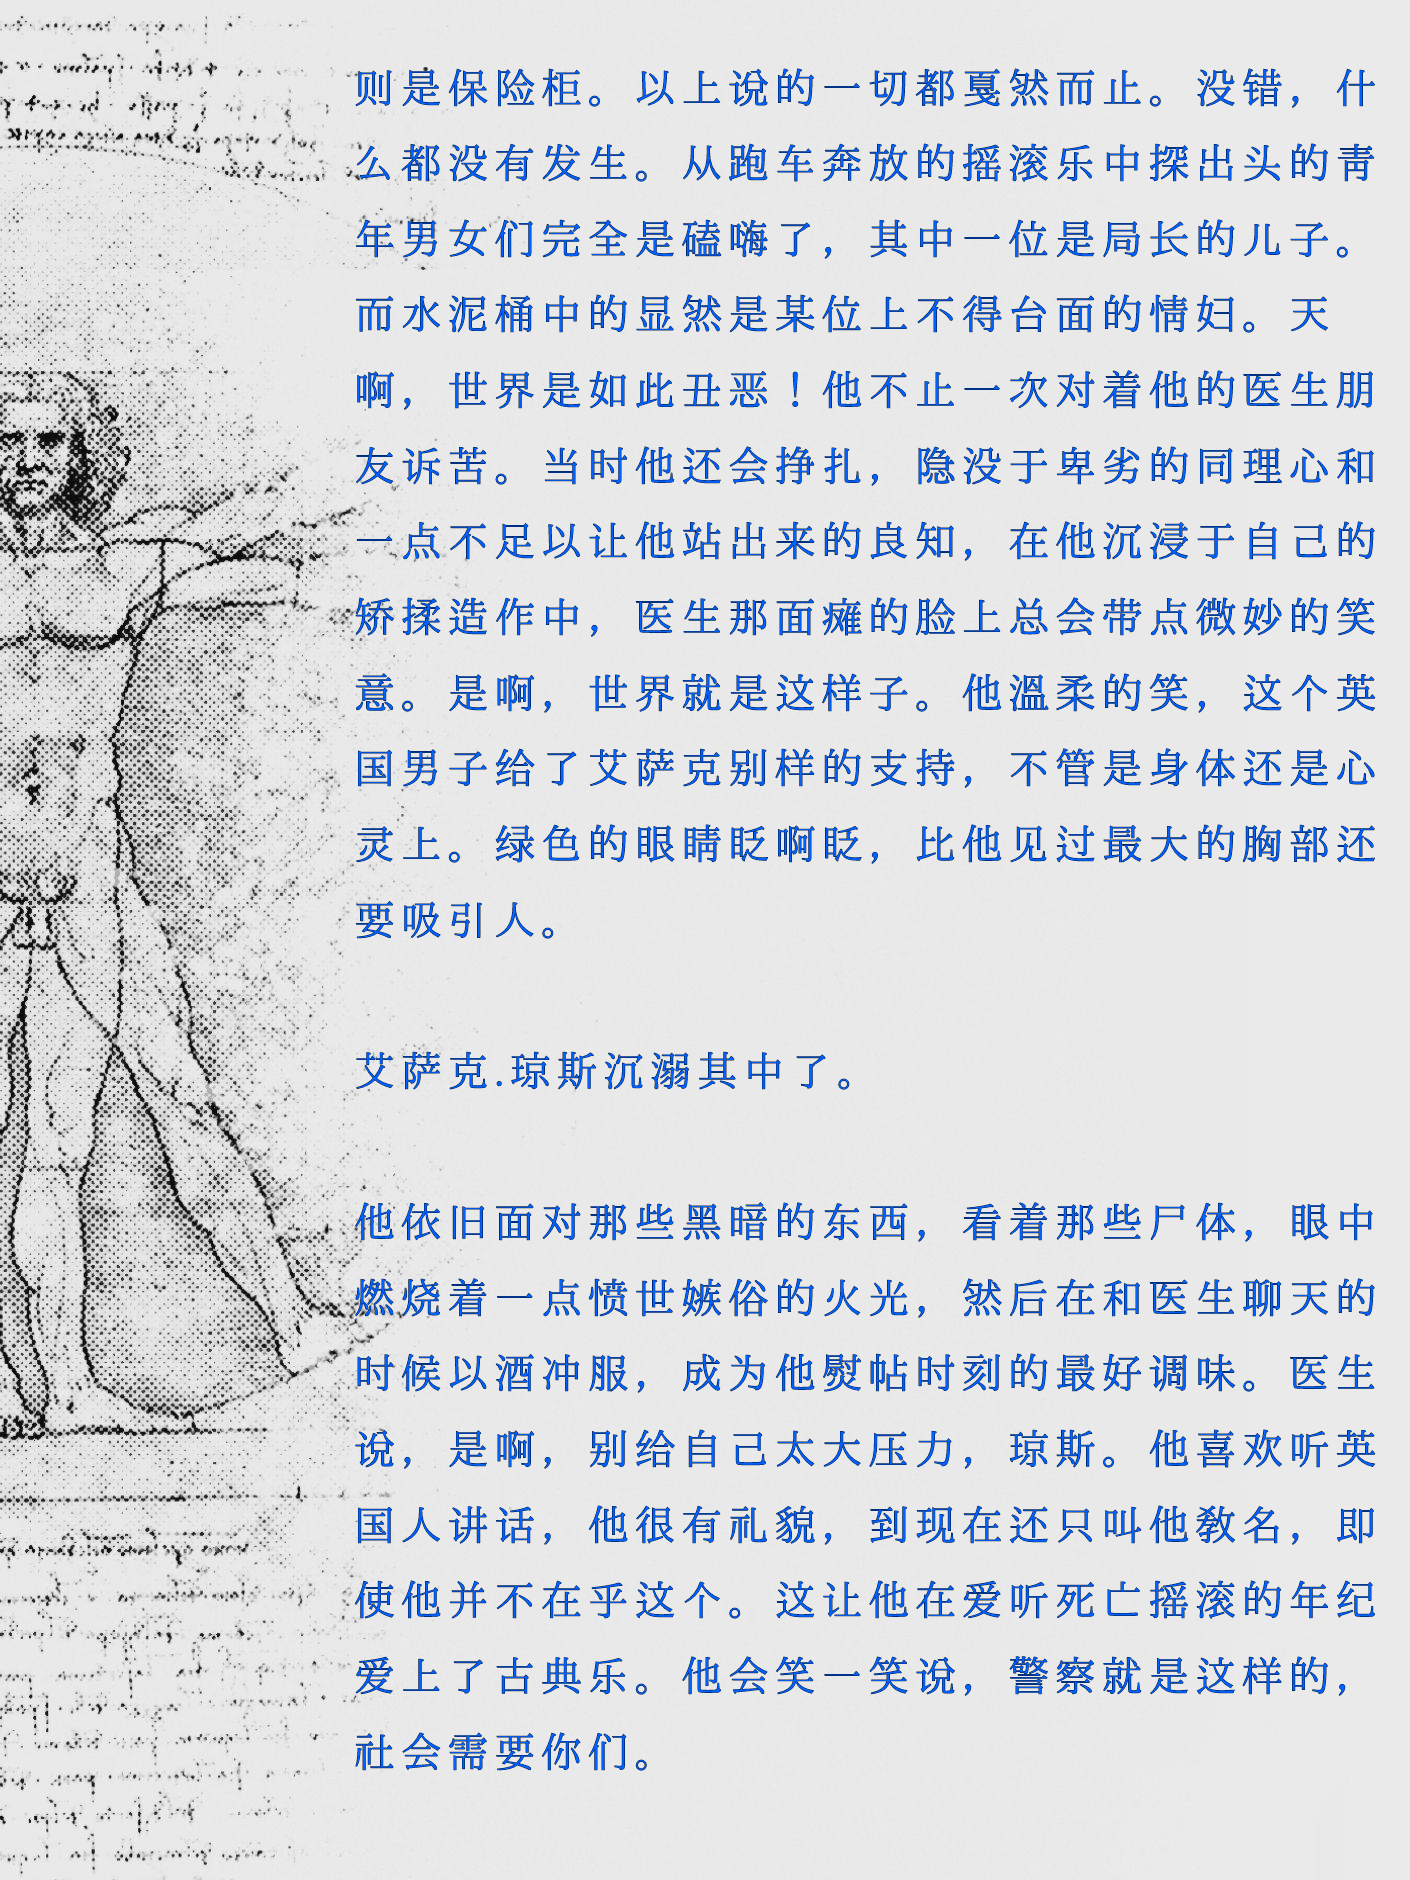 则是保险柜。以上说的一切都戛然而止。没错，什
么都没有发生。从跑车奔放的摇滚乐中探出头的青
年男女们完全是磕嗨了，其中一位是局长的儿子。
而水泥桶中的显然是某位上不得台面的情妇。天
啊，世界是如此丑恶！他不止一次对着他的医生朋
友诉苦。当时他还会挣扎，隐没于卑劣的同理心和
一点不足以让他站出来的良知，在他沉浸于自己的
矫揉造作中，医生那面瘫的脸上总会带点微妙的笑
意。是啊，世界就是这样子。他温柔的笑，这个英
国男子给了艾萨克别样的支持，不管是身体还是心
灵上。绿色的眼睛眨啊眨，比他见过最大的胸部还
要吸引人。
艾萨克.琼斯沉溺其中了。
他依旧面对那些黑暗的东西，看着那些尸体，眼中
燃烧着一点愤世嫉俗的火光，然后在和医生聊天的
时候以酒冲服，成为他熨帖时刻的最好调味。医生
说，是啊，别给自己太大压力，琼斯。他喜欢听英
国人讲话，他很有礼貌，到现在还只叫他教名，即
使他并不在乎这个。这让他在爱听死亡摇滚的年纪
爱上了古典乐。他会笑一笑说，警察就是这样的，
社会需要你们。